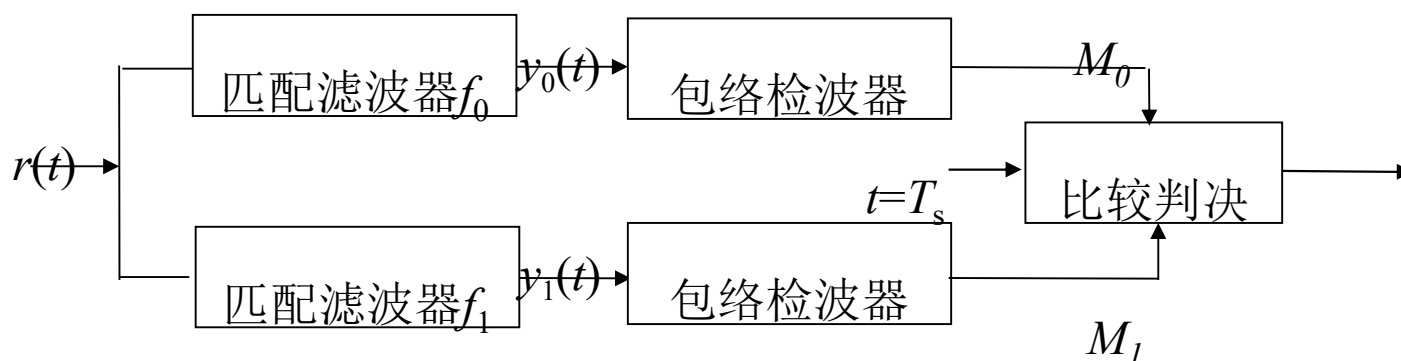 匹配滤波器f₀
y₀(t)
包络检波器
M₀
r(t)
t=Tₛ
比较判决
匹配滤波器f₁
y₁(t)
包络检波器
M₁